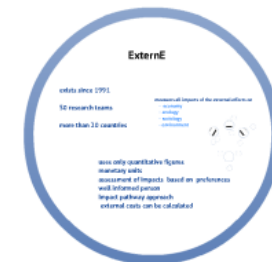 ExternE
exists since 1991
50 research teams
more than 20 countries
measures all impacts of the external effects on
- economy
- ecology
- sociology
- environment
uses only quantitative figures
monetary units
assessment of impacts based on preferences
well informed person
impact pathway approach
external costs can be calculated